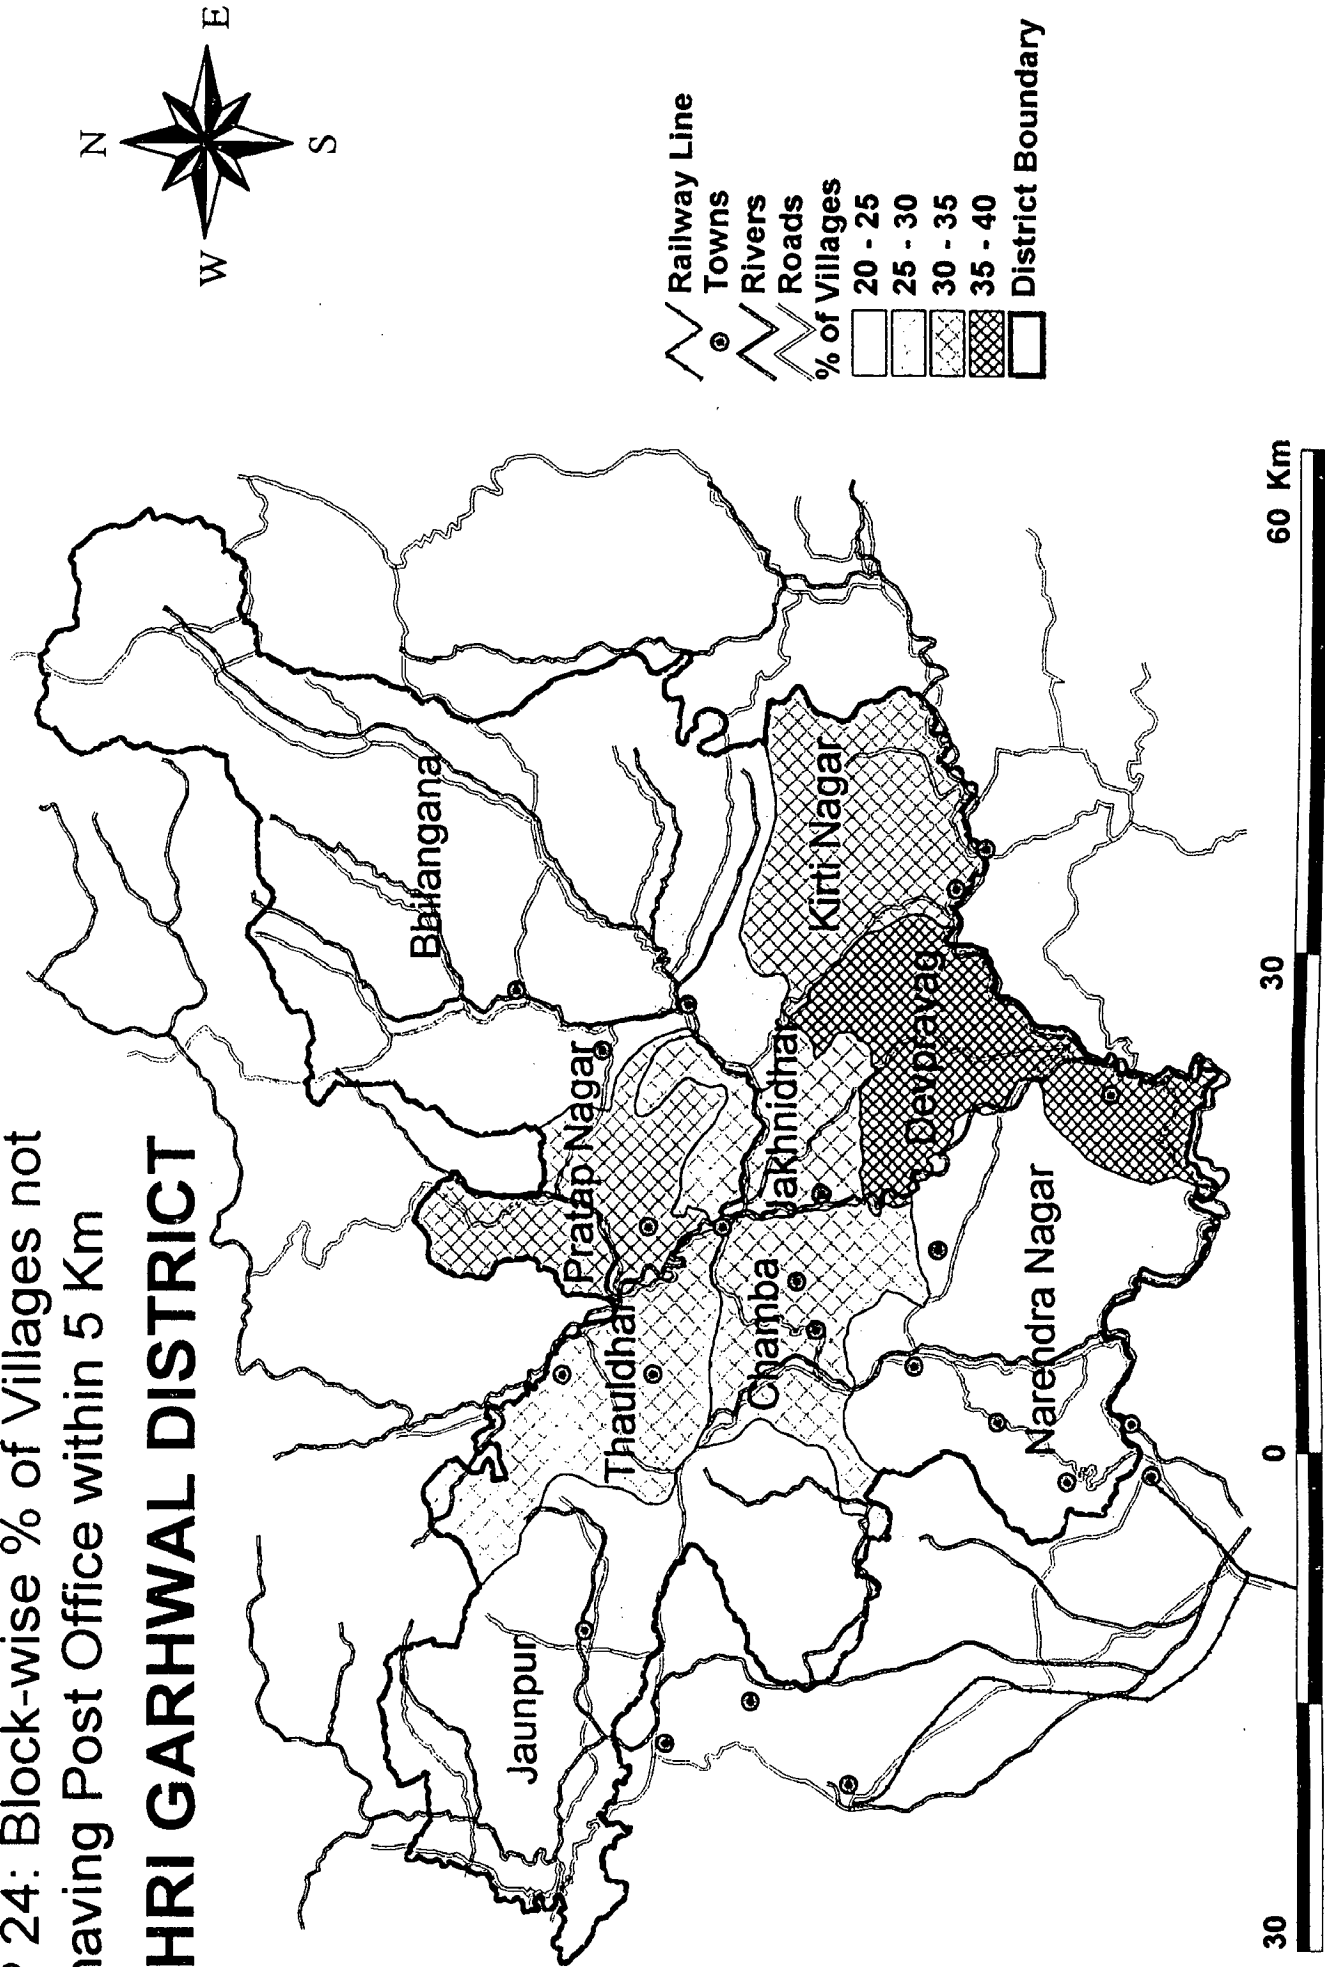 24: Block-wise % of Villages not
having Post Office within 5 Km
HRI GARHWAL DISTRICT
N
E
S
W
Railway Line
Towns
Rivers
Roads
% of Villages
20 - 25
25 - 30
30 - 35
35 - 40
District Boundary
Bhilangana
Pratap Nagar
Jakhnidhar
Kirti Nagar
Devprayag
Thauldhar
Chamba
Narendra Nagar
Jaunpur
30
0
30
60 Km